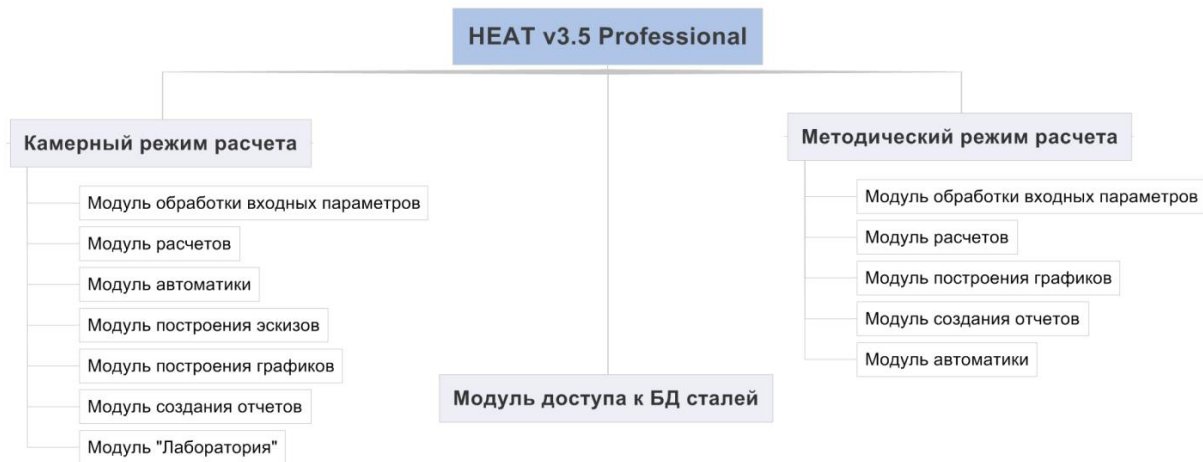 HEAT v3.5 Professional
Камерный режим расчета
Модуль обработки входных параметров
Модуль расчетов
Модуль автоматики
Модуль построения эскизов
Модуль построения графиков
Модуль создания отчетов
Модуль "Лаборатория"
Модуль доступа к БД сталей
Методический режим расчета
Модуль обработки входных параметров
Модуль расчетов
Модуль построения графиков
Модуль создания отчетов
Модуль автоматики